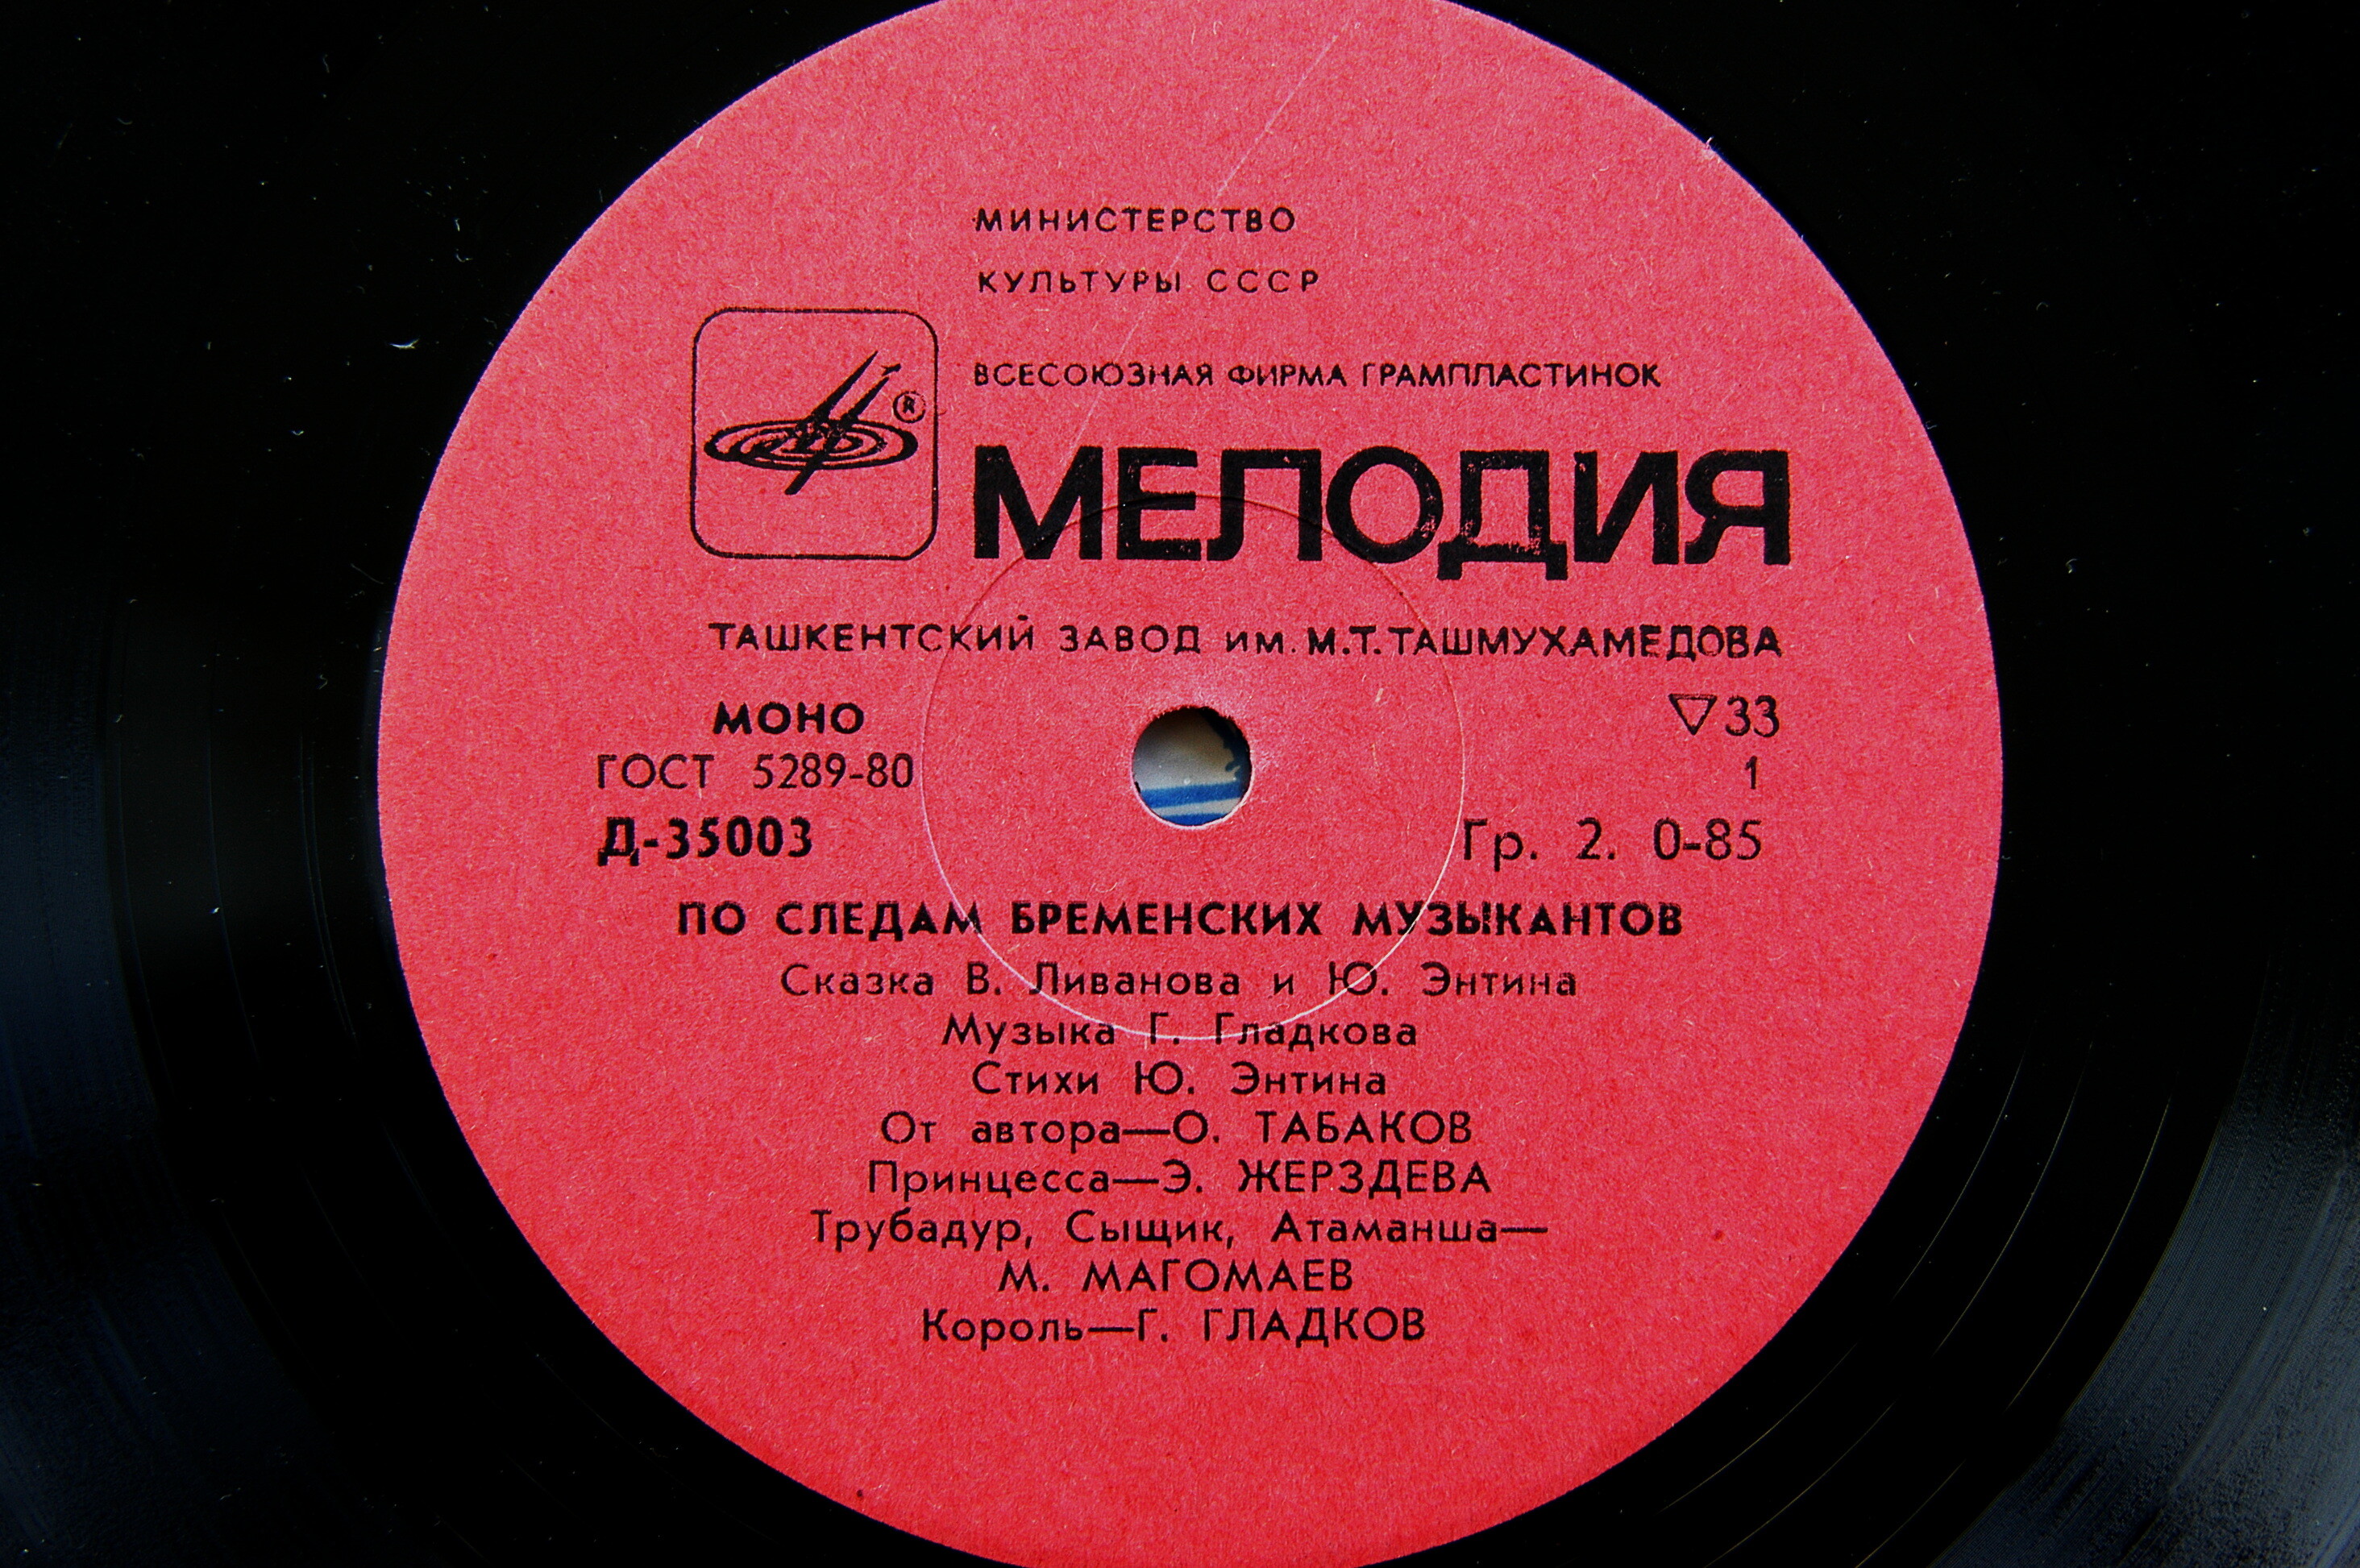 МИНИСТЕРСТВО
КУЛЬТУРЫ СССР
ВСЕСОЮЗНАЯ ФИРМА ГРАМПЛАСТИНОК
®
МЕЛОДИЯ
ТАШКЕНТСКИЙ ЗАВОД ИМ. М.Т.ТАШМУХАМЕДОВА
МОНО ▽33
ГОСТ 5289-80 1
Д-35003 Гр. 2. 0-85
ПО СЛЕДАМ БРЕМЕНСКИХ МУЗЫКАНТОВ
Сказка В. Ливанова и Ю. Энтина
Музыка Г. Гладкова
Стихи Ю. Энтина
От автора—О. ТАБАКОВ
Принцесса—Э. ЖЕРЗДЕВА
Трубадур, Сыщик, Атаманша—
М. МАГОМАЕВ
Король—Г. ГЛАДКОВ